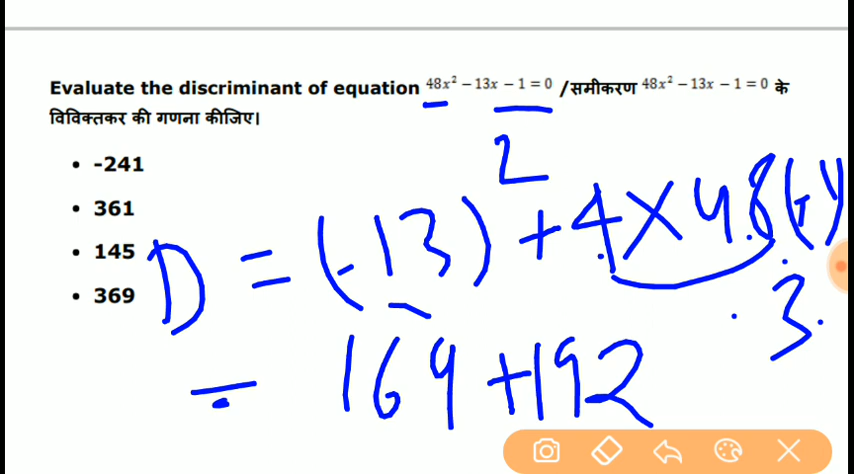 Evaluate the discriminant of equation 48x² − 13x − 1 = 0 /समीकरण 48x² − 13x − 1 = 0 के
विविक्तकर की गणना कीजिए।
• -241
• 361
• 145
• 369
2
D = (-13) + 4 × 48
3
= 169 + 192